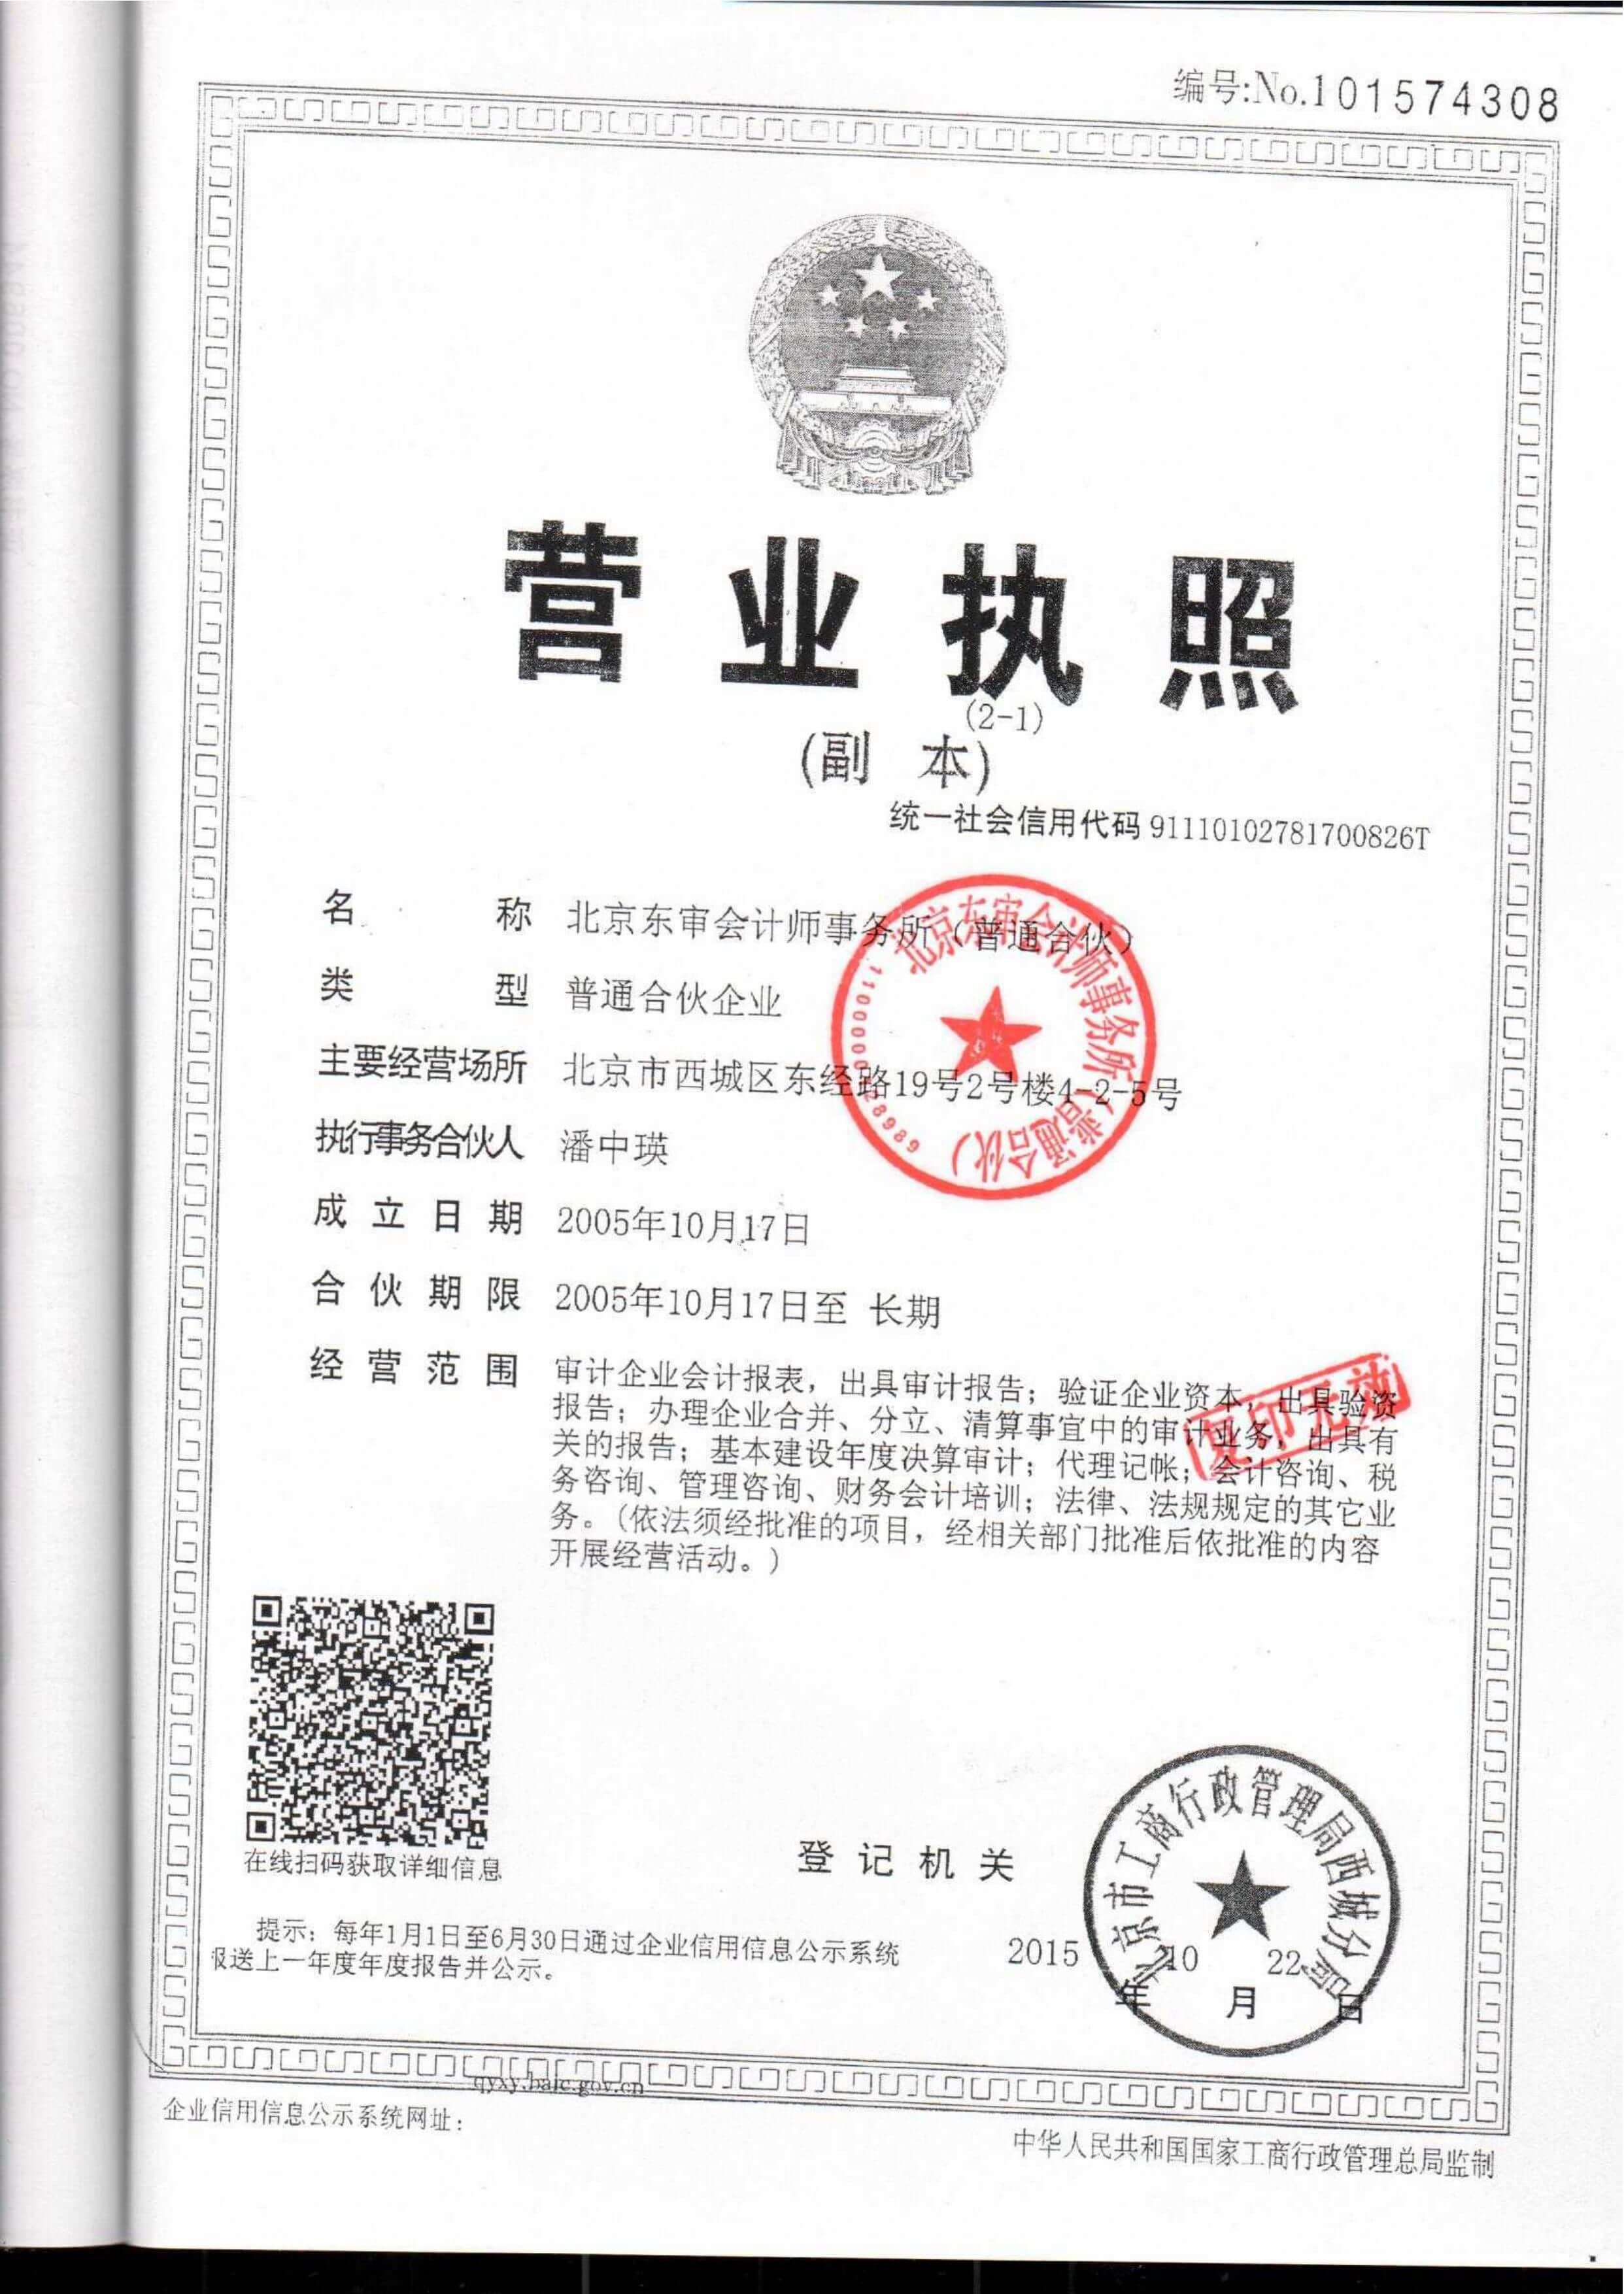 编号:No.101574308
营业执照
(2-1)
(副 本)
统一社会信用代码 91110102781700826T
名 称 北京东审会计师事务所（普通合伙）
类 型 普通合伙企业
主要经营场所 北京市西城区东经路19号2号楼4-2-5号
执行事务合伙人 潘中瑛
成立日期 2005年10月17日
合伙期限 2005年10月17日至 长期
经营范围 审计企业会计报表，出具审计报告；验证企业资本，出具验资
报告；办理企业合并、分立、清算事宜中的审计业务，出具有
关的报告；基本建设年度决算审计；代理记帐；会计咨询、税
务咨询、管理咨询、财务会计培训；法律、法规规定的其它业
务。（依法须经批准的项目，经相关部门批准后依批准的内容
开展经营活动。）
北京东审会计师事务所（普通合伙）
复印无效
在线扫码获取详细信息
登记机关
北京市工商行政管理局西城分局
提示：每年1月1日至6月30日通过企业信用信息公示系统
报送上一年度年度报告并公示。
2015年10月22日
qyxy.baic.gov.cn
企业信用信息公示系统网址：
中华人民共和国国家工商行政管理总局监制